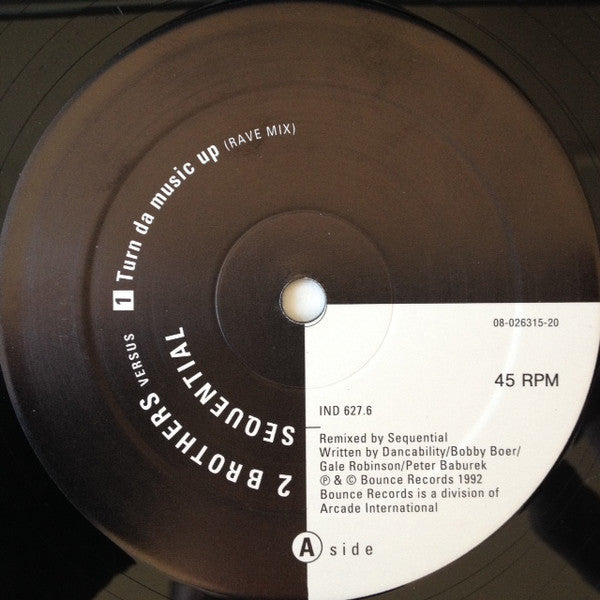 2 BROTHERS VERSUS
SEQUENTIAL
1 Turn da music up (RAVE MIX)
08-026315-20
45 RPM
IND 627.6
Remixed by Sequential
Written by Dancability/Bobby Boer/
Gale Robinson/Peter Baburek
℗ & © Bounce Records 1992
Bounce Records is a division of
Arcade International
A side